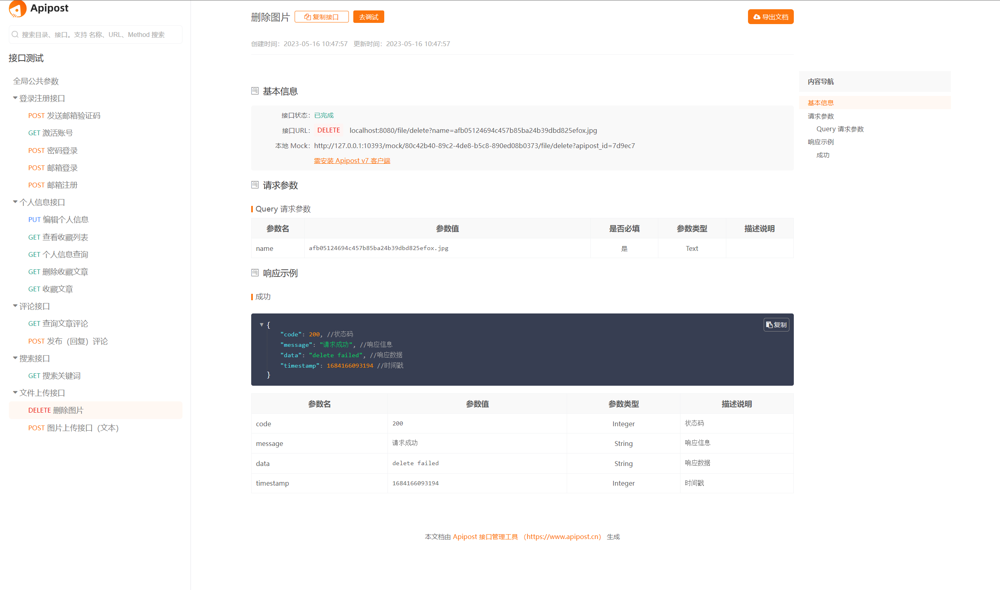 Apipost
搜索目录、接口。支持 名称、URL、Method 搜索
接口测试
全局公共参数
登录注册接口
POST 发送邮箱验证码
GET 激活账号
POST 密码登录
POST 邮箱登录
POST 邮箱注册
个人信息接口
PUT 编辑个人信息
GET 查看收藏列表
GET 个人信息查询
GET 删除收藏文章
GET 收藏文章
评论接口
GET 查询文章评论
POST 发布（回复）评论
搜索接口
GET 搜索关键词
文件上传接口
DELETE 删除图片
POST 图片上传接口（文本）
删除图片 复制接口 去调试 导出文档
创建时间：2023-05-16 10:47:57 更新时间：2023-05-16 10:47:57
基本信息
接口状态：已完成
接口URL： DELETE localhost:8080/file/delete?name=afb05124694c457b85ba24b39dbd825efox.jpg
本地 Mock： http://127.0.0.1:10393/mock/80c42b40-89c2-4de8-b5c8-890ed08b0373/file/delete?apipost_id=7d9ec7
需安装 Apipost v7 客户端
请求参数
Query 请求参数
参数名 参数值 是否必填 参数类型 描述说明
name afb05124694c457b85ba24b39dbd825efox.jpg 是 Text
响应示例
成功
{
复制
"code": 200, //状态码
"message": "请求成功", //响应信息
"data": "delete failed", //响应数据
"timestamp": 1684166093194 //时间戳
}
参数名 参数值 参数类型 描述说明
code 200 Integer 状态码
message 请求成功 String 响应信息
data delete failed String 响应数据
timestamp 1684166093194 Integer 时间戳
本文档由 Apipost 接口管理工具 （https://www.apipost.cn） 生成
内容导航
基本信息
请求参数
Query 请求参数
响应示例
成功